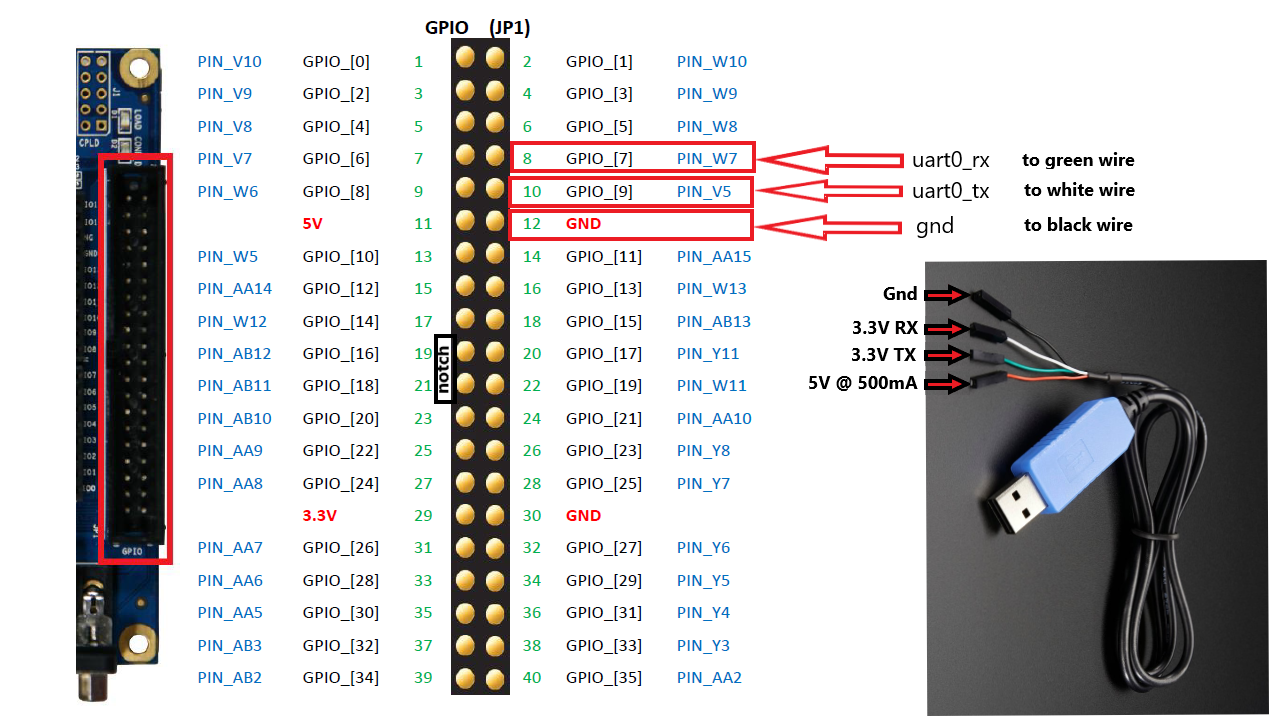 GPIO (JP1)
PIN_V10 GPIO_[0] 1 2 GPIO_[1] PIN_W10
PIN_V9 GPIO_[2] 3 4 GPIO_[3] PIN_W9
PIN_V8 GPIO_[4] 5 6 GPIO_[5] PIN_W8
PIN_V7 GPIO_[6] 7 8 GPIO_[7] PIN_W7 uart0_rx to green wire
PIN_W6 GPIO_[8] 9 10 GPIO_[9] PIN_V5 uart0_tx to white wire
5V 11 12 GND gnd to black wire
PIN_W5 GPIO_[10] 13 14 GPIO_[11] PIN_AA15
PIN_AA14 GPIO_[12] 15 16 GPIO_[13] PIN_W13
PIN_W12 GPIO_[14] 17 18 GPIO_[15] PIN_AB13
PIN_AB12 GPIO_[16] 19 20 GPIO_[17] PIN_Y11
notch
PIN_AB11 GPIO_[18] 21 22 GPIO_[19] PIN_W11
PIN_AB10 GPIO_[20] 23 24 GPIO_[21] PIN_AA10
PIN_AA9 GPIO_[22] 25 26 GPIO_[23] PIN_Y8
PIN_AA8 GPIO_[24] 27 28 GPIO_[25] PIN_Y7
3.3V 29 30 GND
PIN_AA7 GPIO_[26] 31 32 GPIO_[27] PIN_Y6
PIN_AA6 GPIO_[28] 33 34 GPIO_[29] PIN_Y5
PIN_AA5 GPIO_[30] 35 36 GPIO_[31] PIN_Y4
PIN_AB3 GPIO_[32] 37 38 GPIO_[33] PIN_Y3
PIN_AB2 GPIO_[34] 39 40 GPIO_[35] PIN_AA2
Gnd
3.3V RX
3.3V TX
5V @ 500mA
J1
LOAD
CPLD
GND
GPIO